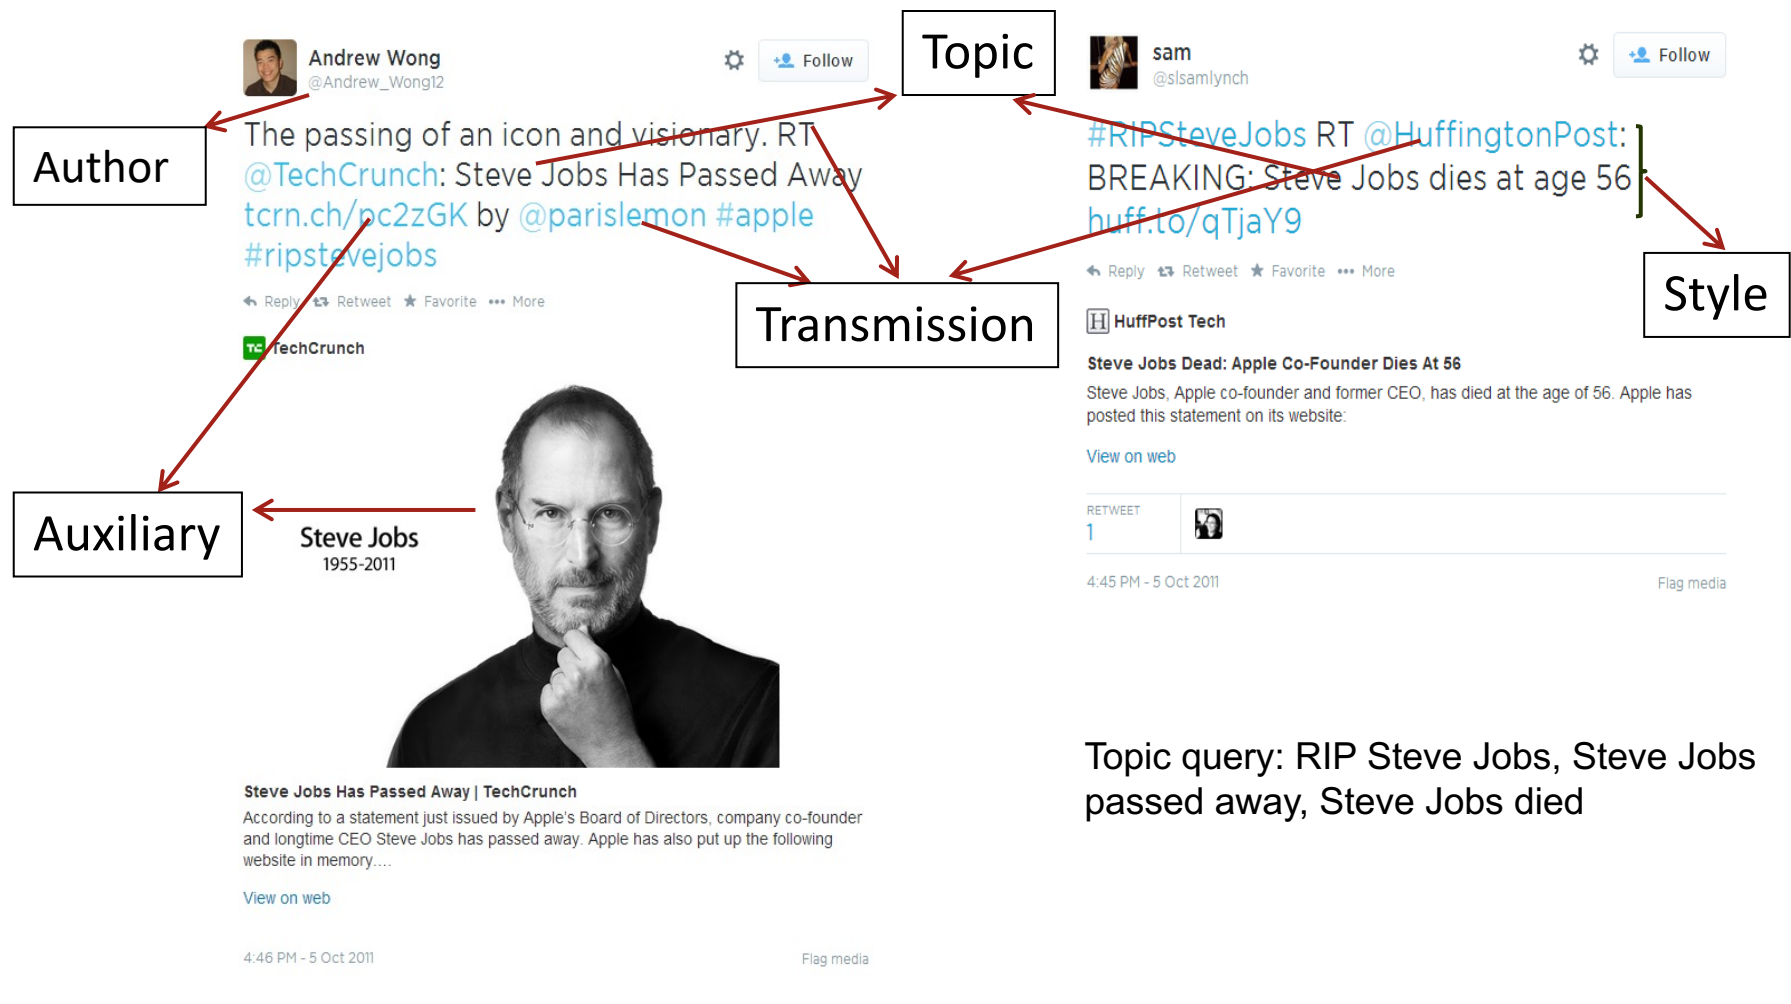 Andrew Wong
@Andrew_Wong12
Follow
Author
The passing of an icon and visionary. RT
@TechCrunch: Steve Jobs Has Passed Away
tcrn.ch/pc2zGK by @parislemon #apple
#ripstevejobs
Reply Retweet Favorite More
TechCrunch
Auxiliary
Steve Jobs
1955-2011
Steve Jobs Has Passed Away | TechCrunch
According to a statement just issued by Apple's Board of Directors, company co-founder
and longtime CEO Steve Jobs has passed away. Apple has also put up the following
website in memory....
View on web
4:46 PM - 5 Oct 2011
Flag media
Topic
Transmission
sam
@slsamlynch
Follow
#RIPSteveJobs RT @HuffingtonPost:
BREAKING: Steve Jobs dies at age 56
huff.to/qTjaY9
Reply Retweet Favorite More
Style
H HuffPost Tech
Steve Jobs Dead: Apple Co-Founder Dies At 56
Steve Jobs, Apple co-founder and former CEO, has died at the age of 56. Apple has
posted this statement on its website:
View on web
RETWEET
1
4:45 PM - 5 Oct 2011
Flag media
Topic query: RIP Steve Jobs, Steve Jobs
passed away, Steve Jobs died